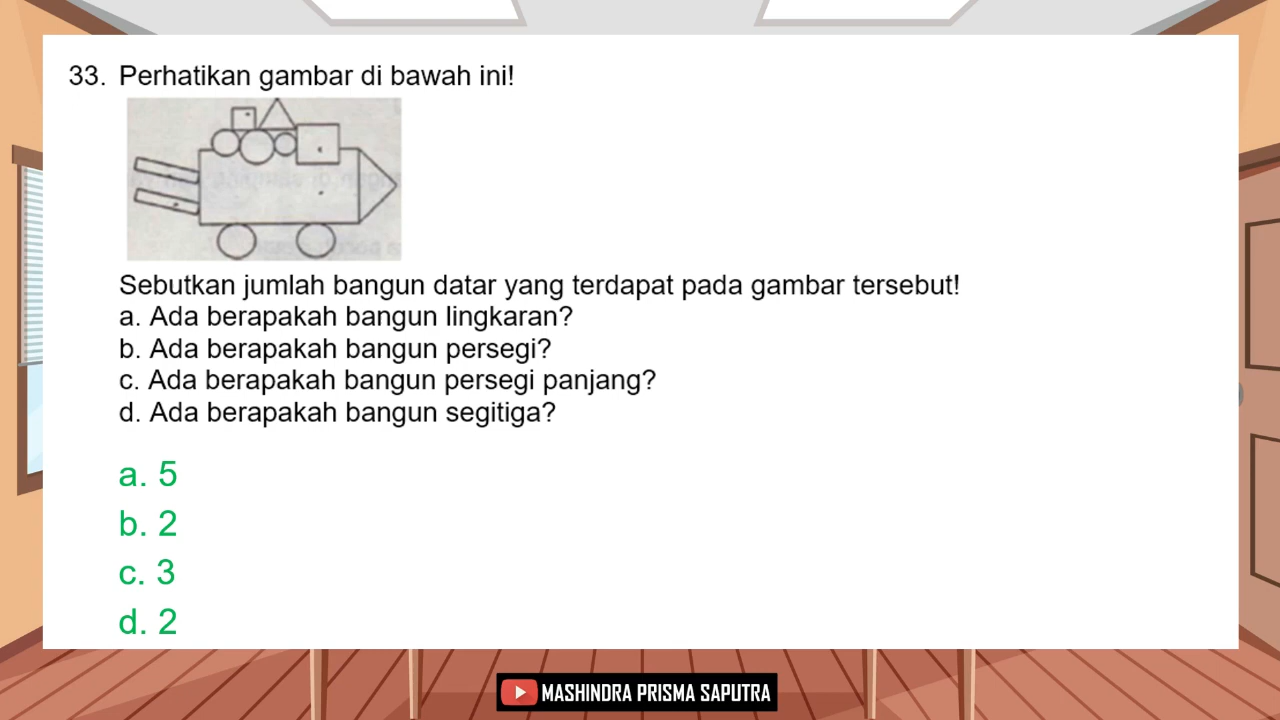 33. Perhatikan gambar di bawah ini!
Sebutkan jumlah bangun datar yang terdapat pada gambar tersebut!
a. Ada berapakah bangun lingkaran?
b. Ada berapakah bangun persegi?
c. Ada berapakah bangun persegi panjang?
d. Ada berapakah bangun segitiga?
a. 5
b. 2
c. 3
d. 2
MASHINDRA PRISMA SAPUTRA